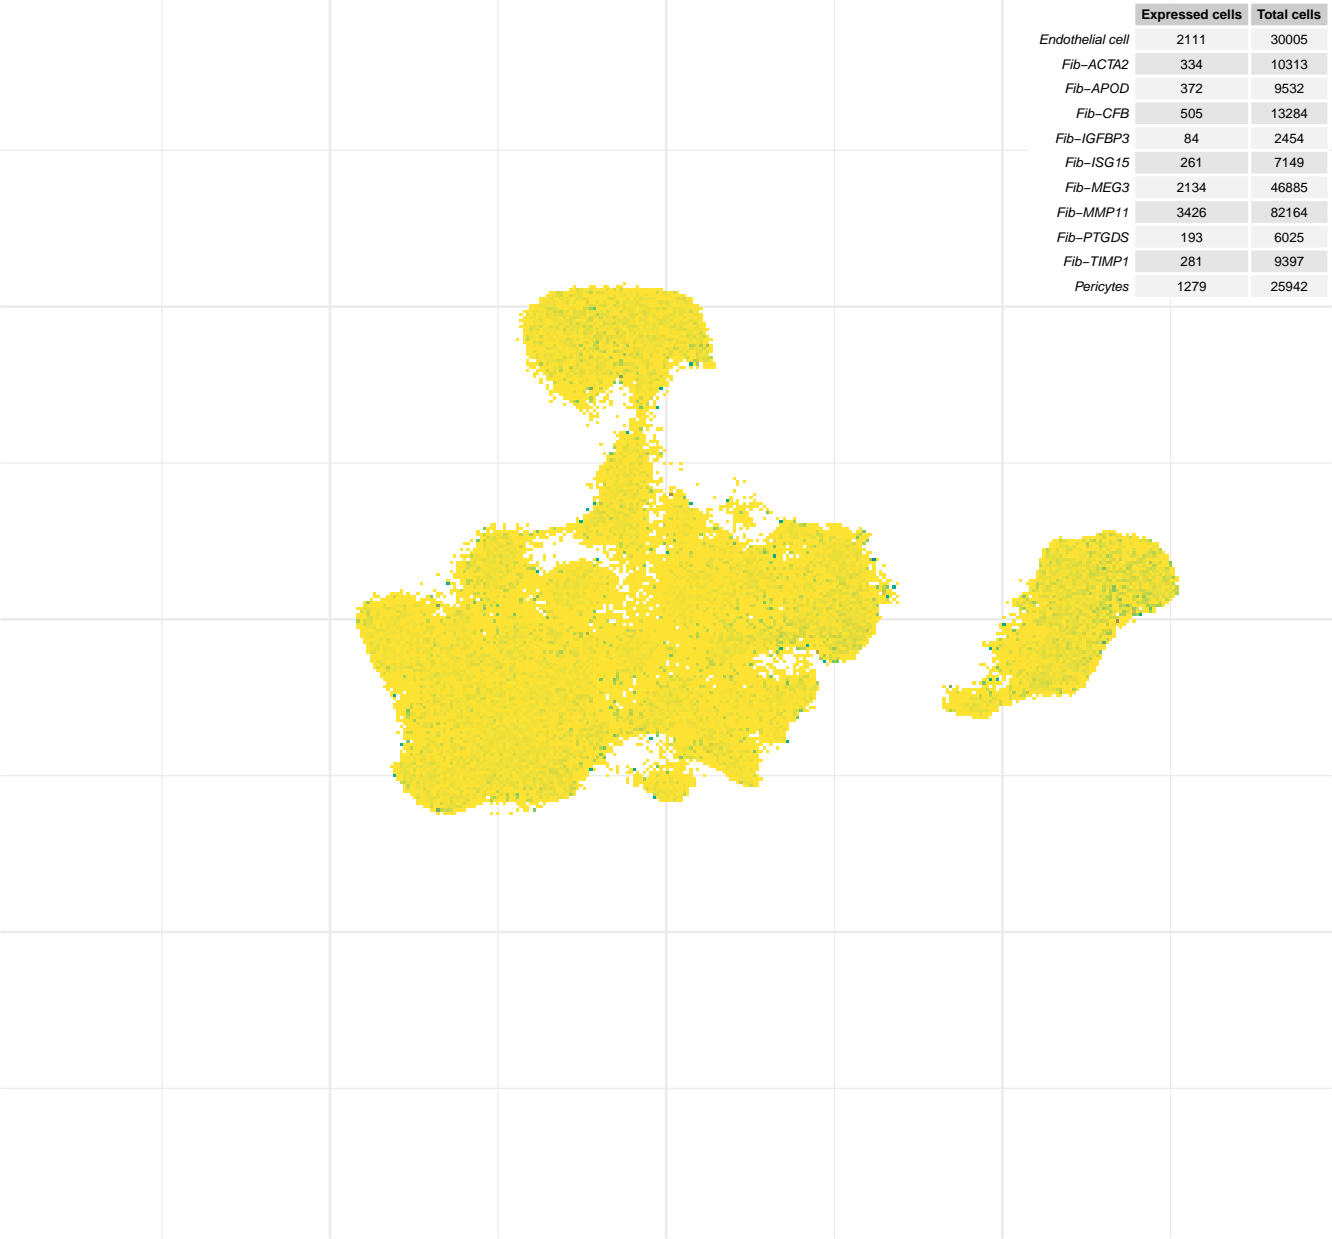 Expressed cells Total cells
Endothelial cell 2111 30005
Fib−ACTA2 334 10313
Fib−APOD 372 9532
Fib−CFB 505 13284
Fib−IGFBP3 84 2454
Fib−ISG15 261 7149
Fib−MEG3 2134 46885
Fib−MMP11 3426 82164
Fib−PTGDS 193 6025
Fib−TIMP1 281 9397
Pericytes 1279 25942